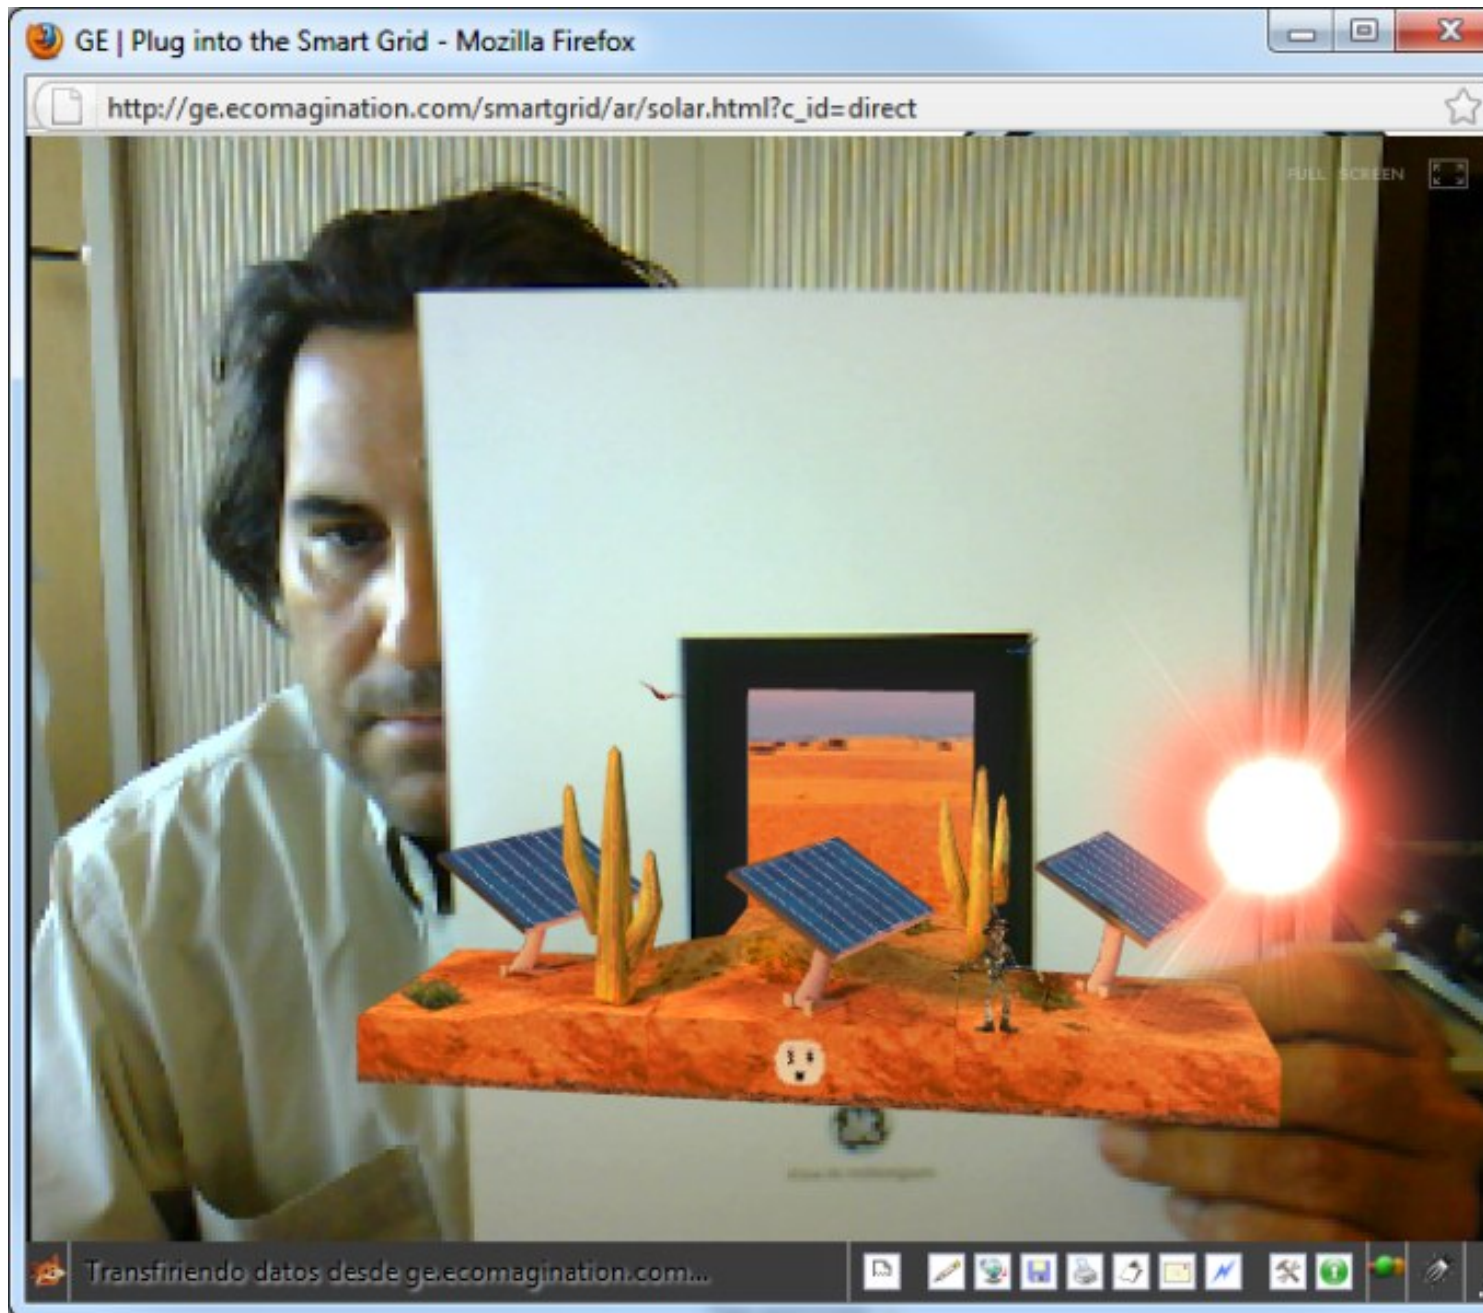 GE | Plug into the Smart Grid - Mozilla Firefox
http://ge.ecomagination.com/smartgrid/ar/solar.html?c_id=direct
FULL SCREEN
Transfiriendo datos desde ge.ecomagination.com...